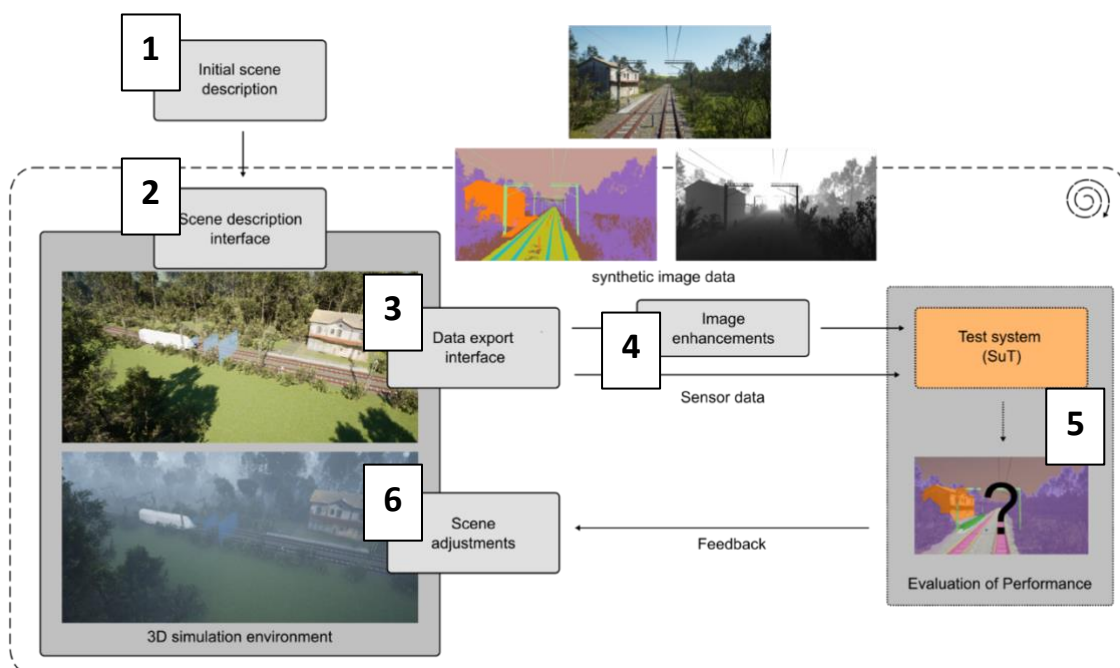 1
Initial scene
description
2
Scene description
interface
synthetic image data
3
Data export
interface
4
Image
enhancements
Sensor data
Test system
(SuT)
5
?
6
Scene
adjustments
Feedback
Evaluation of Performance
3D simulation environment